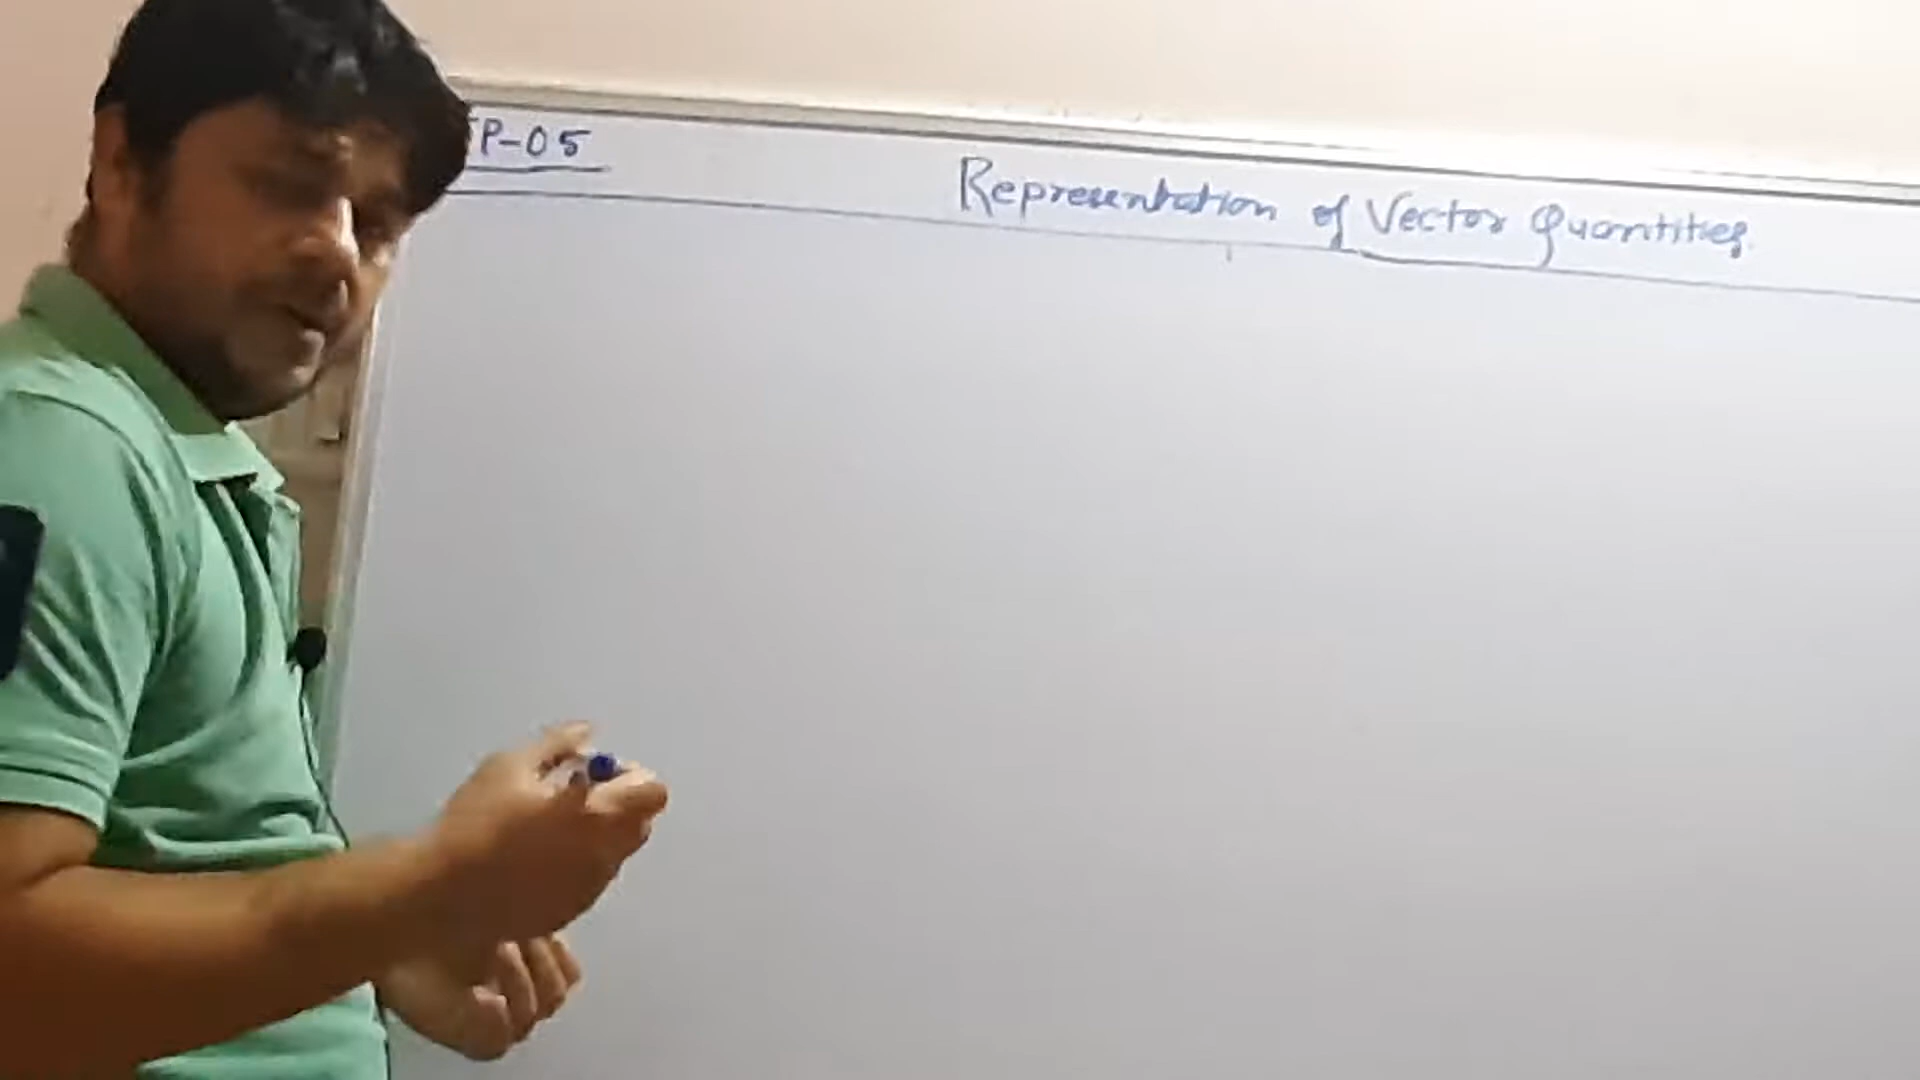 P-05
Representation of Vector Quantities